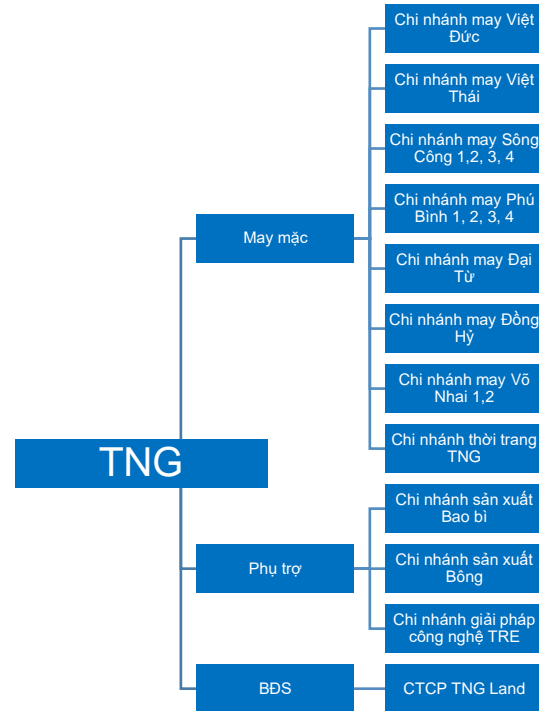 TNG
May mặc
Chi nhánh may Việt
Đức
Chi nhánh may Việt
Thái
Chi nhánh may Sông
Công 1,2, 3, 4
Chi nhánh may Phú
Bình 1, 2, 3, 4
Chi nhánh may Đại
Từ
Chi nhánh may Đồng
Hỷ
Chi nhánh may Võ
Nhai 1,2
Chi nhánh thời trang
TNG
Phụ trợ
Chi nhánh sản xuất
Bao bì
Chi nhánh sản xuất
Bông
Chi nhánh giải pháp
công nghệ TRE
BĐS
CTCP TNG Land